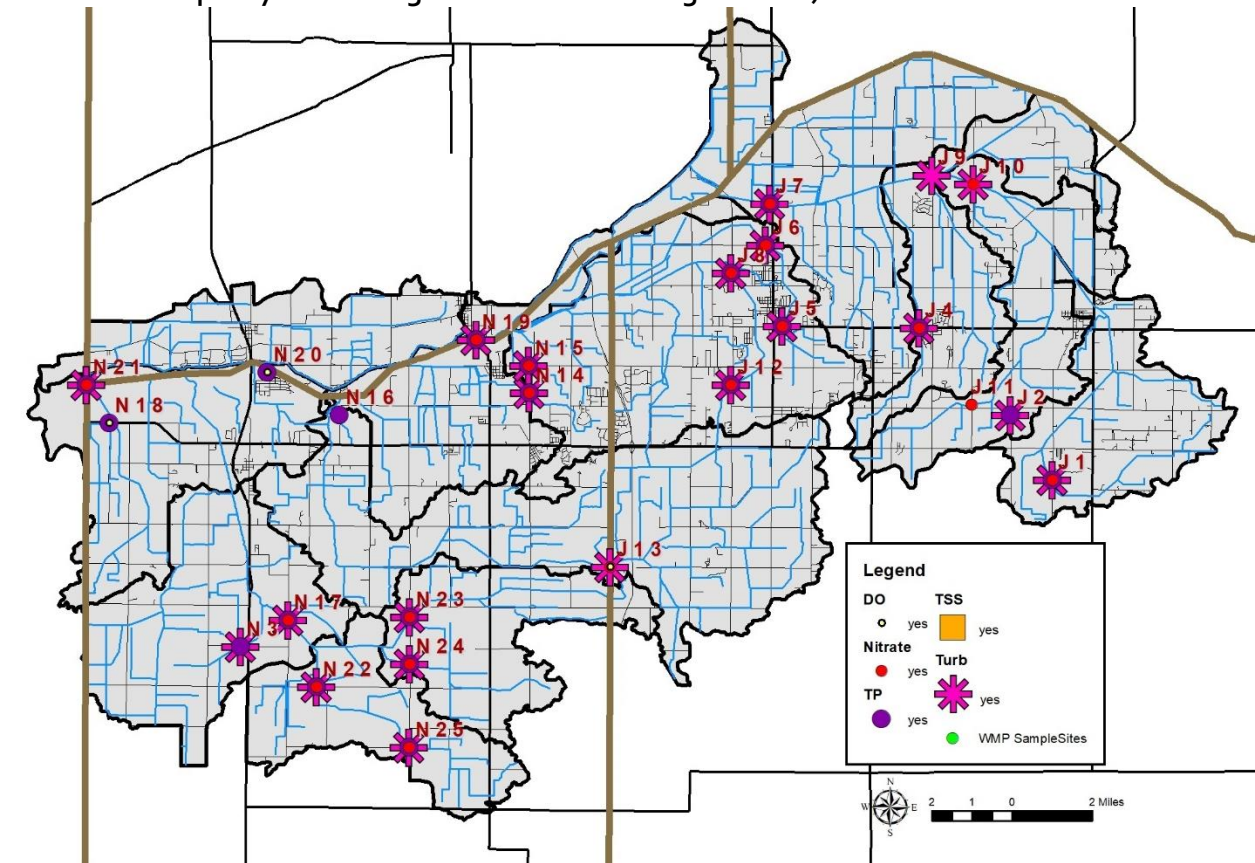 J9
J10
J7
J6
J8
J5
J4
N19
N15
N14
J12
N20
N21
N16
N18
J11
J2
J1
J13
N17
N23
N3
N24
N22
N25
Legend
DO TSS
yes yes
Nitrate Turb
yes yes
TP
yes
WMP SampleSites
N
W E
S
2 1 0 2 Miles